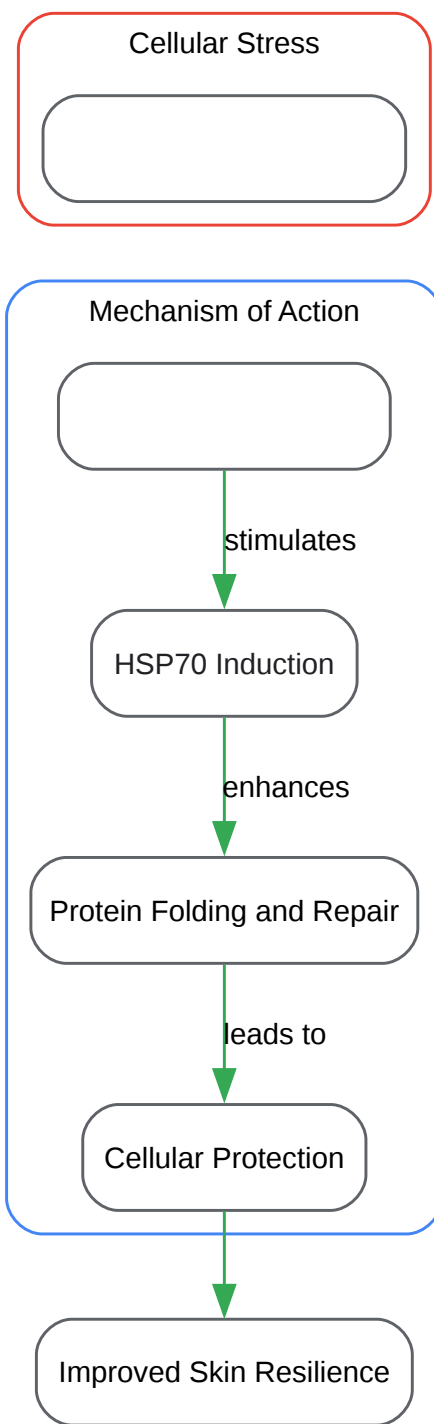 Cellular Stress
Mechanism of Action
stimulates
HSP70 Induction
enhances
Protein Folding and Repair
leads to
Cellular Protection
Improved Skin Resilience